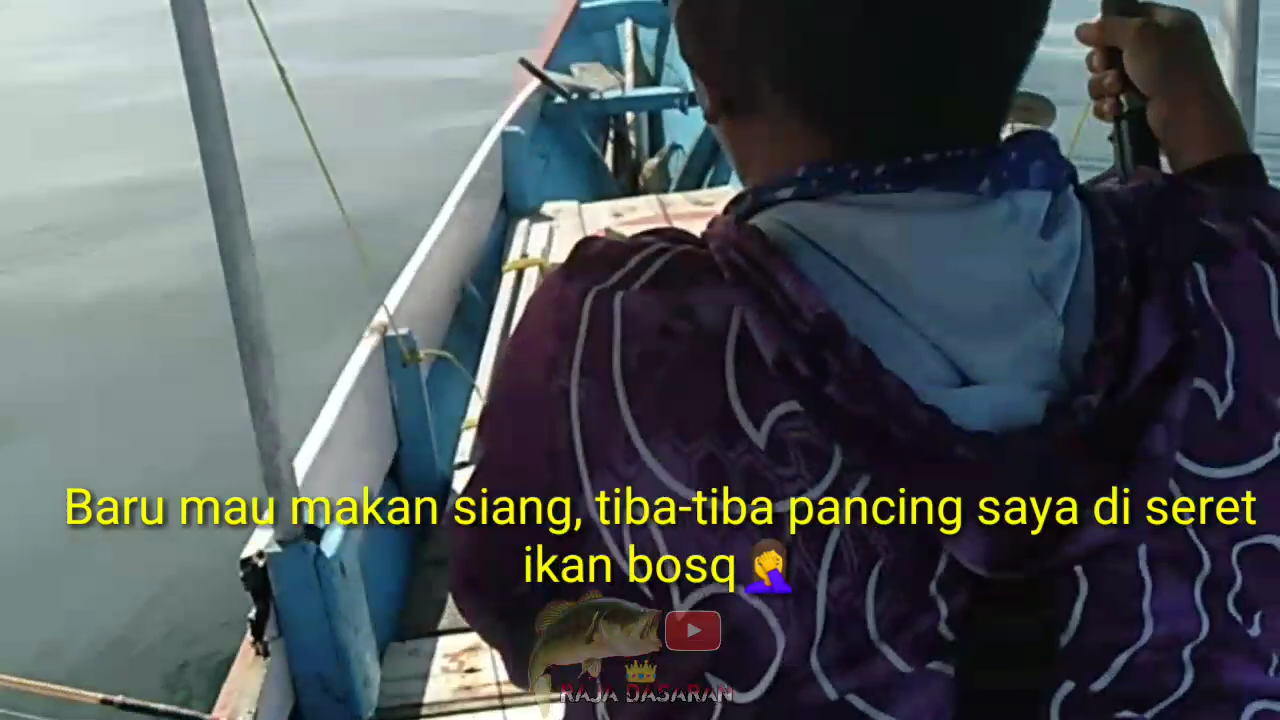 Baru mau makan siang, tiba-tiba pancing saya di seret
ikan bosq🤦
RAJA DASARAN